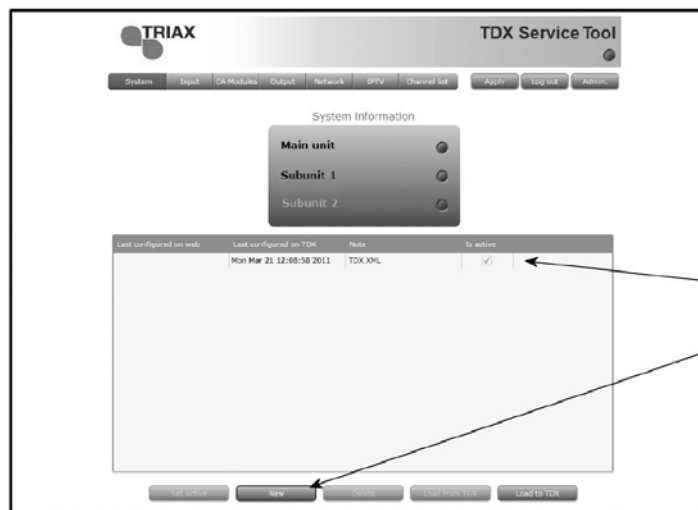 TRIAX
TDX Service Tool
System Input CA Modules Output Network IPTV Channel list Apply Log out Admin.
System Information
Main unit
Subunit 1
Subunit 2
Last configured on web Last configured on TDX Note Is active
Mon Mar 21 12:08:58 2011 TDX.XML
Set active New Delete Load from TDX Load to TDX